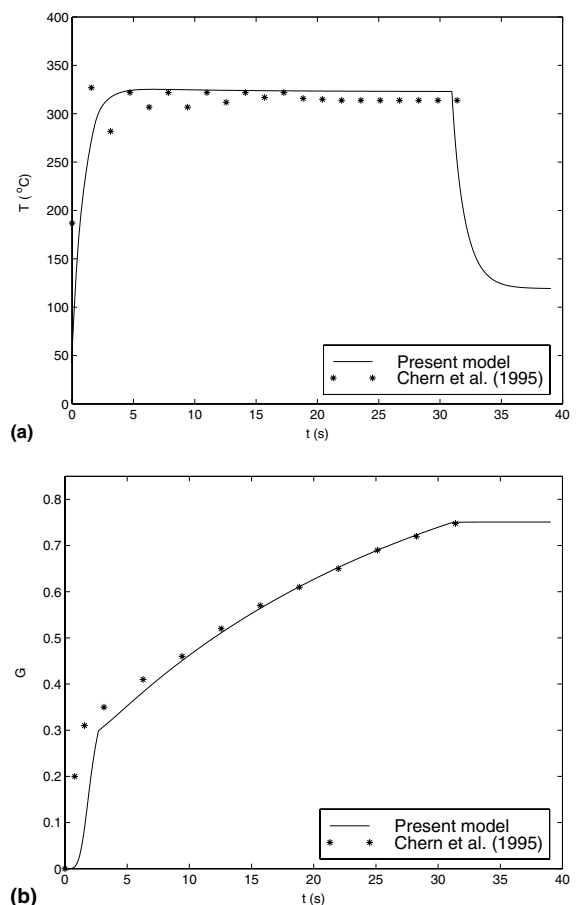 400
350
300
250
200
150
100
50
0
T ( °C)
0 5 10 15 20 25 30 35 40
t (s)
Present model
Chern et al. (1995)
(a)
0.8
0.7
0.6
0.5
0.4
0.3
0.2
0.1
0
G
0 5 10 15 20 25 30 35 40
t (s)
Present model
Chern et al. (1995)
(b)